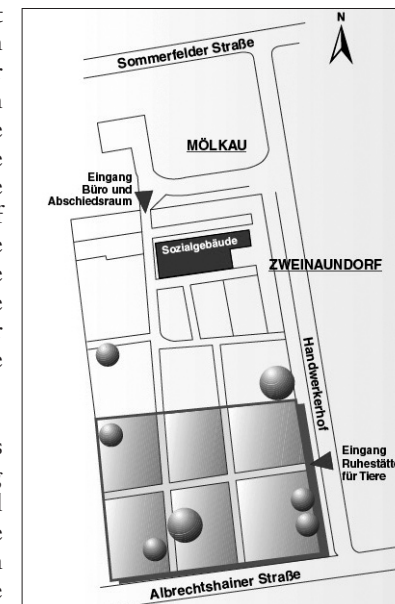 N
Sommerfelder Straße
MÖLKAU
Eingang
Büro und
Abschiedsraum
Sozialgebäude
ZWEINAUNDORF
Handwerkerhof
Eingang
Ruhestätte
für Tiere
Albrechtshainer Straße